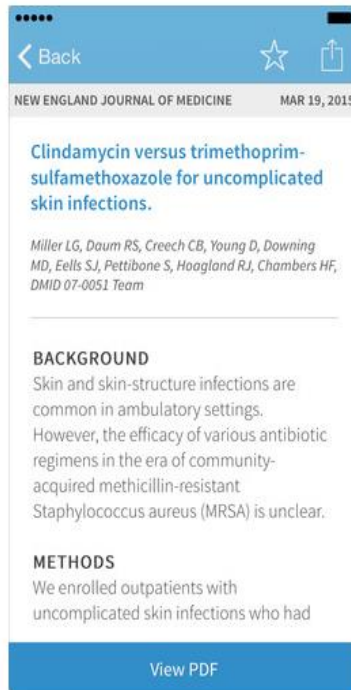 Back
NEW ENGLAND JOURNAL OF MEDICINE MAR 19, 2015
Clindamycin versus trimethoprim-
sulfamethoxazole for uncomplicated
skin infections.
Miller LG, Daum RS, Creech CB, Young D, Downing
MD, Eells SJ, Pettibone S, Hoagland RJ, Chambers HF,
DMID 07-0051 Team
BACKGROUND
Skin and skin-structure infections are
common in ambulatory settings.
However, the efficacy of various antibiotic
regimens in the era of community-
acquired methicillin-resistant
Staphylococcus aureus (MRSA) is unclear.
METHODS
We enrolled outpatients with
uncomplicated skin infections who had
View PDF